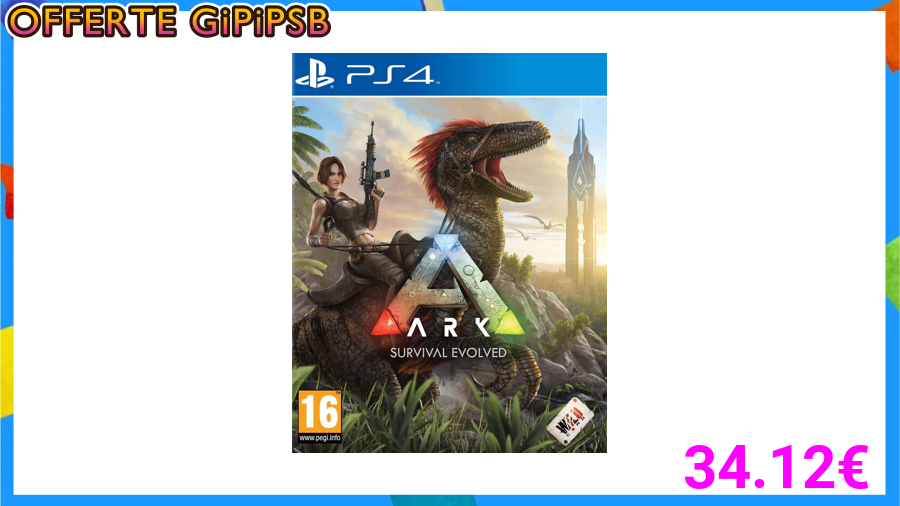 OFFERTE GiPiPSB
PS4
ARK
SURVIVAL EVOLVED
16
www.pegi.info
34.12€